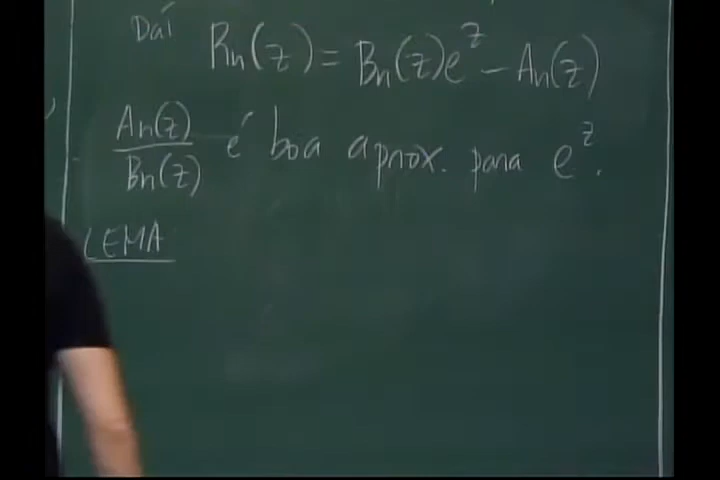 Daí Rn(z) = Bn(z)e^z - An(z)
An(z)/Bn(z) é boa aprox. para e^z.
LEMA